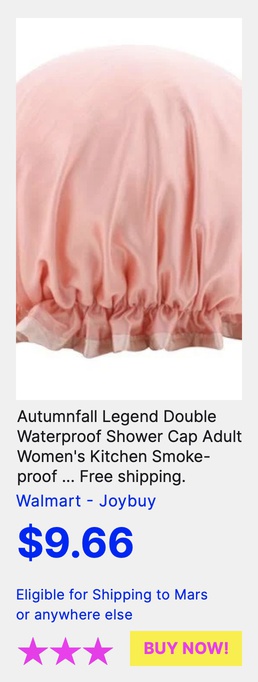 Autumnfall Legend Double
Waterproof Shower Cap Adult
Women's Kitchen Smoke-
proof ... Free shipping.
Walmart - Joybuy
$9.66
Eligible for Shipping to Mars
or anywhere else
BUY NOW!